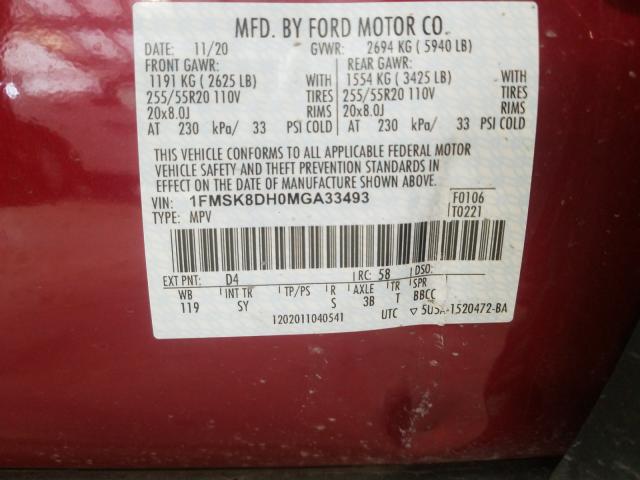 MFD. BY FORD MOTOR CO.
DATE: 11/20 GVWR: 2694 KG ( 5940 LB)
FRONT GAWR: REAR GAWR:
1191 KG ( 2625 LB) WITH 1554 KG ( 3425 LB) WITH
255/55R20 110V TIRES 255/55R20 110V TIRES
20x8.0J RIMS 20x8.0J RIMS
AT 230 kPa/ 33 PSI COLD AT 230 kPa/ 33 PSI COLD
THIS VEHICLE CONFORMS TO ALL APPLICABLE FEDERAL MOTOR
VEHICLE SAFETY AND THEFT PREVENTION STANDARDS IN
EFFECT ON THE DATE OF MANUFACTURE SHOWN ABOVE.
VIN: 1FMSK8DH0MGA33493 F0106
TYPE: MPV T0221
EXT PNT: D4 RC: 58 DSO:
WB INT TR TP/PS R AXLE TR SPR
119 SY S 3B T BBCC
1202011040541 UTC ▽ 5USA-1520472-BA